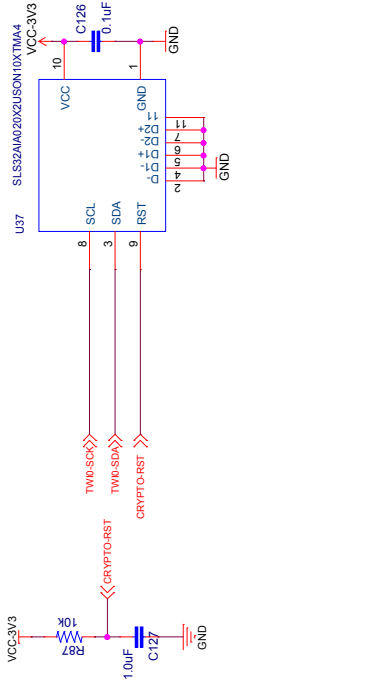 VCC-3V3
C126
0.1uF
GND
SLS32AIA020X2USON10XTMA4
U37
10
1
VCC
GND
11
D2+
D2-
D1+
D1-
D-
11
7
6
5
4
2
GND
SCL
SDA
RST
8
3
9
TWI0-SCK
TWI0-SDA
CRYPTO-RST
CRYPTO-RST
VCC-3V3
10k
R87
1.0uF
C127
GND